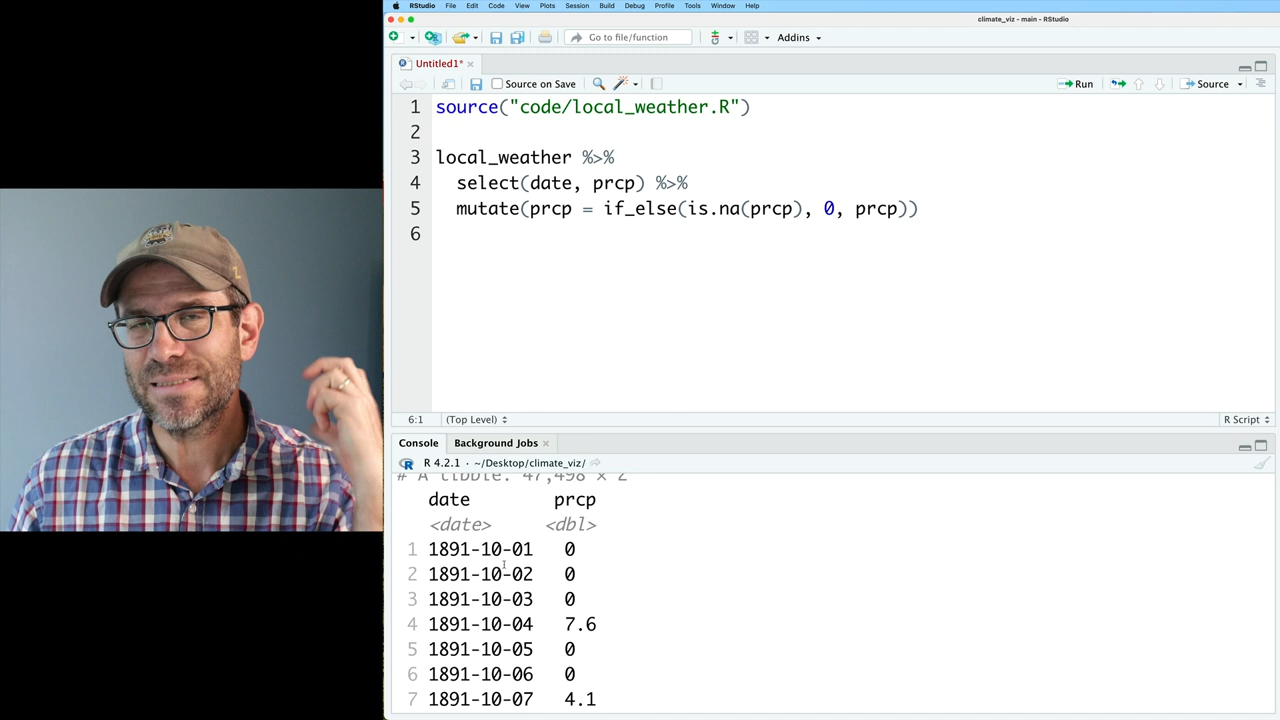 RStudio File Edit Code View Plots Session Build Debug Profile Tools Window Help
climate_viz - main - RStudio
Go to file/function Addins
Untitled1*
Source on Save Run Source
1 source("code/local_weather.R")
2
3 local_weather %>%
4 select(date, prcp) %>%
5 mutate(prcp = if_else(is.na(prcp), 0, prcp))
6
6:1 (Top Level) R Script
Console Background Jobs
R 4.2.1 · ~/Desktop/climate_viz/
# A tibble: 47,498 × 2
date prcp
<date> <dbl>
1 1891-10-01 0
2 1891-10-02 0
3 1891-10-03 0
4 1891-10-04 7.6
5 1891-10-05 0
6 1891-10-06 0
7 1891-10-07 4.1